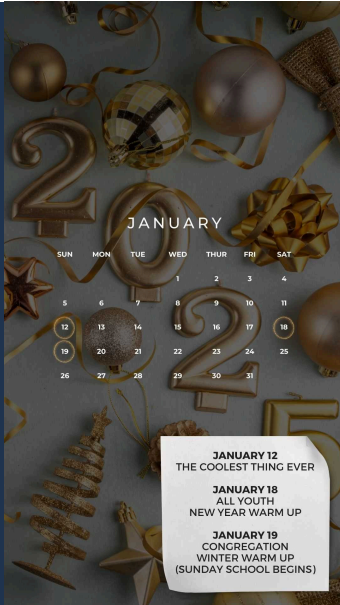 2025
JANUARY
SUN MON TUE WED THUR FRI SAT
1 2 3 4
5 6 7 8 9 10 11
12 13 14 15 16 17 18
19 20 21 22 23 24 25
26 27 28 29 30 31
JANUARY 12
THE COOLEST THING EVER
JANUARY 18
ALL YOUTH
NEW YEAR WARM UP
JANUARY 19
CONGREGATION
WINTER WARM UP
(SUNDAY SCHOOL BEGINS)